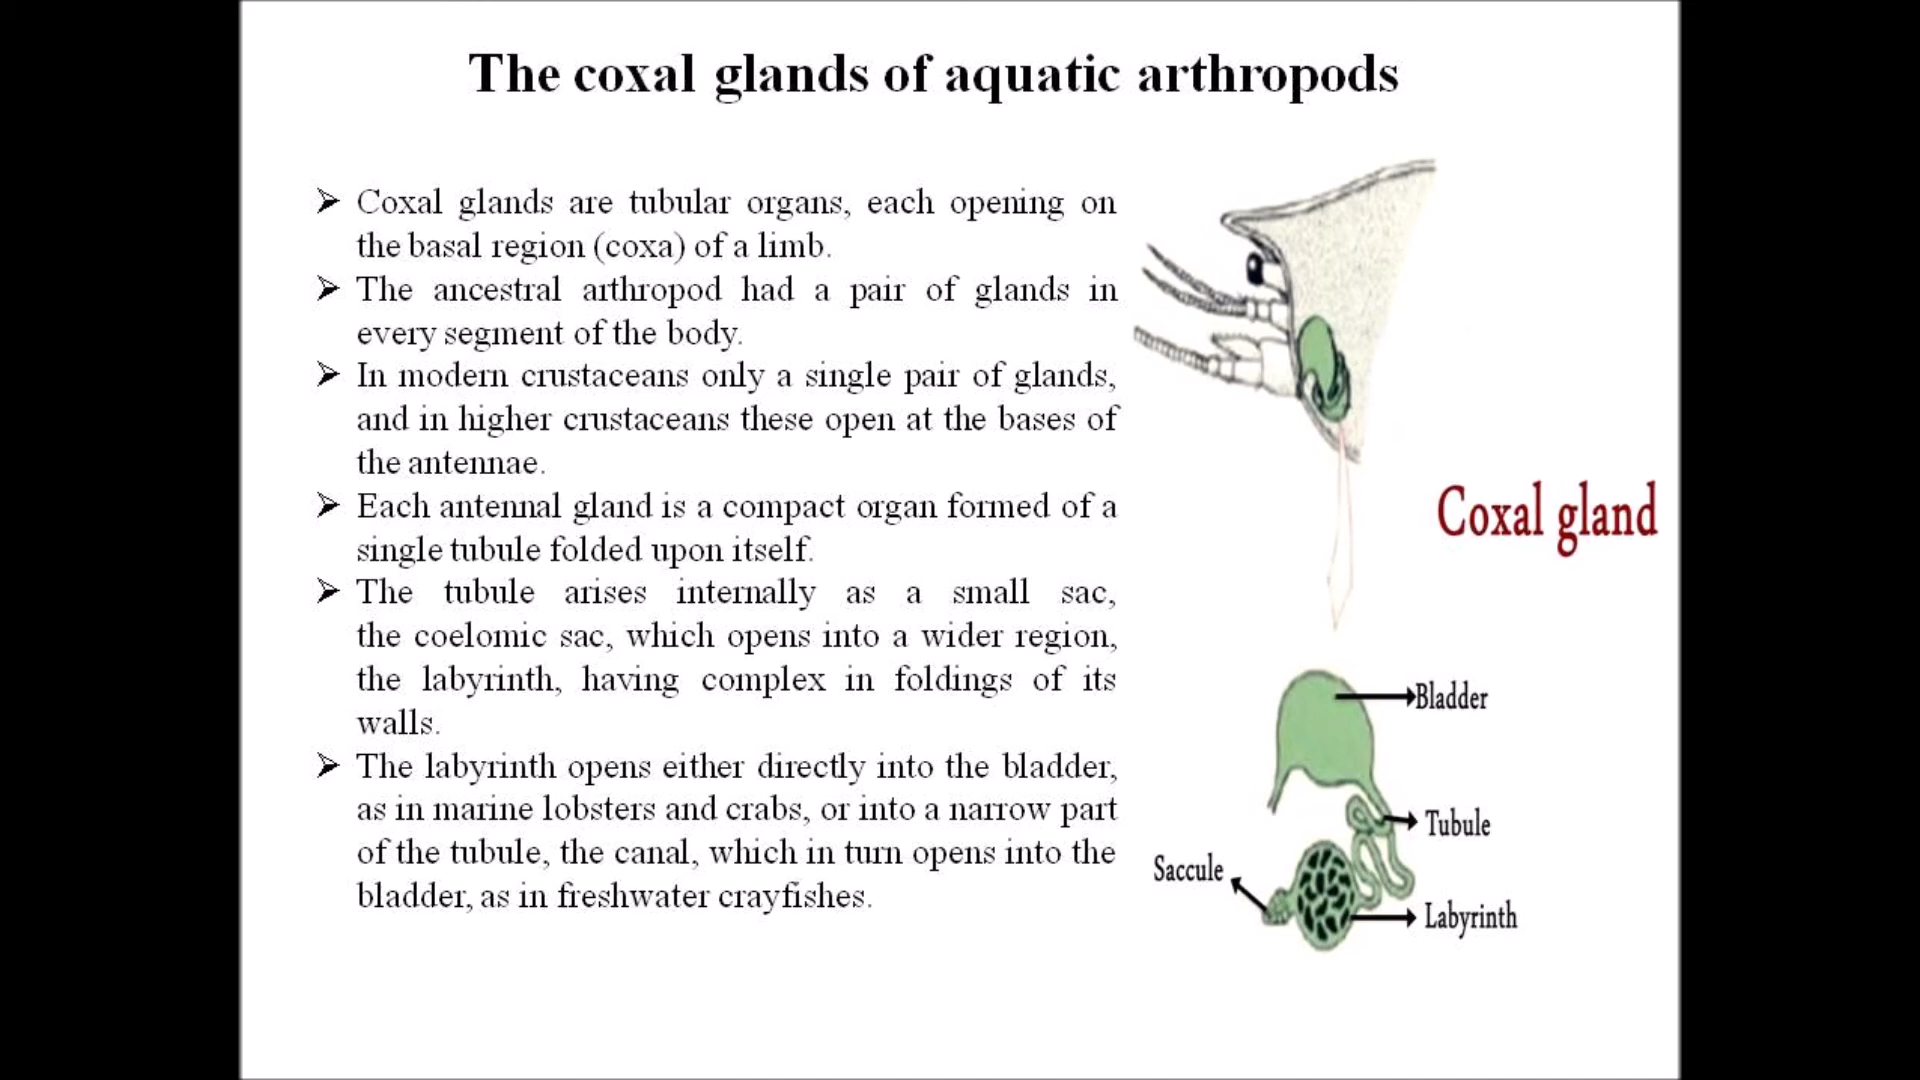 The coxal glands of aquatic arthropods
➢ Coxal glands are tubular organs, each opening on
the basal region (coxa) of a limb.
➢ The ancestral arthropod had a pair of glands in
every segment of the body.
➢ In modern crustaceans only a single pair of glands,
and in higher crustaceans these open at the bases of
the antennae.
➢ Each antennal gland is a compact organ formed of a
single tubule folded upon itself.
➢ The tubule arises internally as a small sac,
the coelomic sac, which opens into a wider region,
the labyrinth, having complex in foldings of its
walls.
➢ The labyrinth opens either directly into the bladder,
as in marine lobsters and crabs, or into a narrow part
of the tubule, the canal, which in turn opens into the
bladder, as in freshwater crayfishes.
Coxal gland
Bladder
Tubule
Saccule
Labyrinth